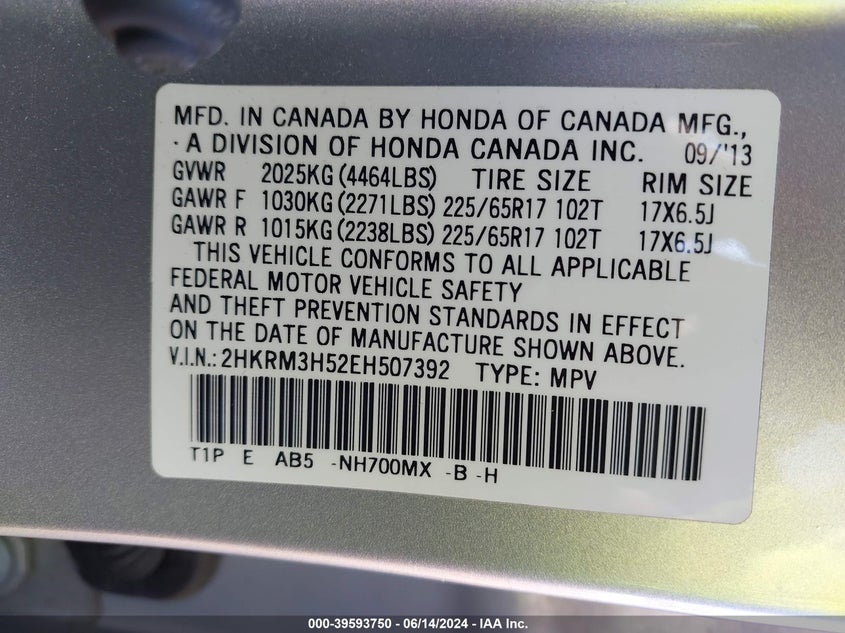 MFD. IN CANADA BY HONDA OF CANADA MFG.,
· A DIVISION OF HONDA CANADA INC. 09/'13
GVWR 2025KG (4464LBS) TIRE SIZE RIM SIZE
GAWR F 1030KG (2271LBS) 225/65R17 102T 17X6.5J
GAWR R 1015KG (2238LBS) 225/65R17 102T 17X6.5J
THIS VEHICLE CONFORMS TO ALL APPLICABLE
FEDERAL MOTOR VEHICLE SAFETY
AND THEFT PREVENTION STANDARDS IN EFFECT
ON THE DATE OF MANUFACTURE SHOWN ABOVE.
V.I.N.: 2HKRM3H52EH507392 TYPE: MPV
T1P E AB5 -NH700MX -B -H
000-39593750 | 06/14/2024 - IAA Inc.